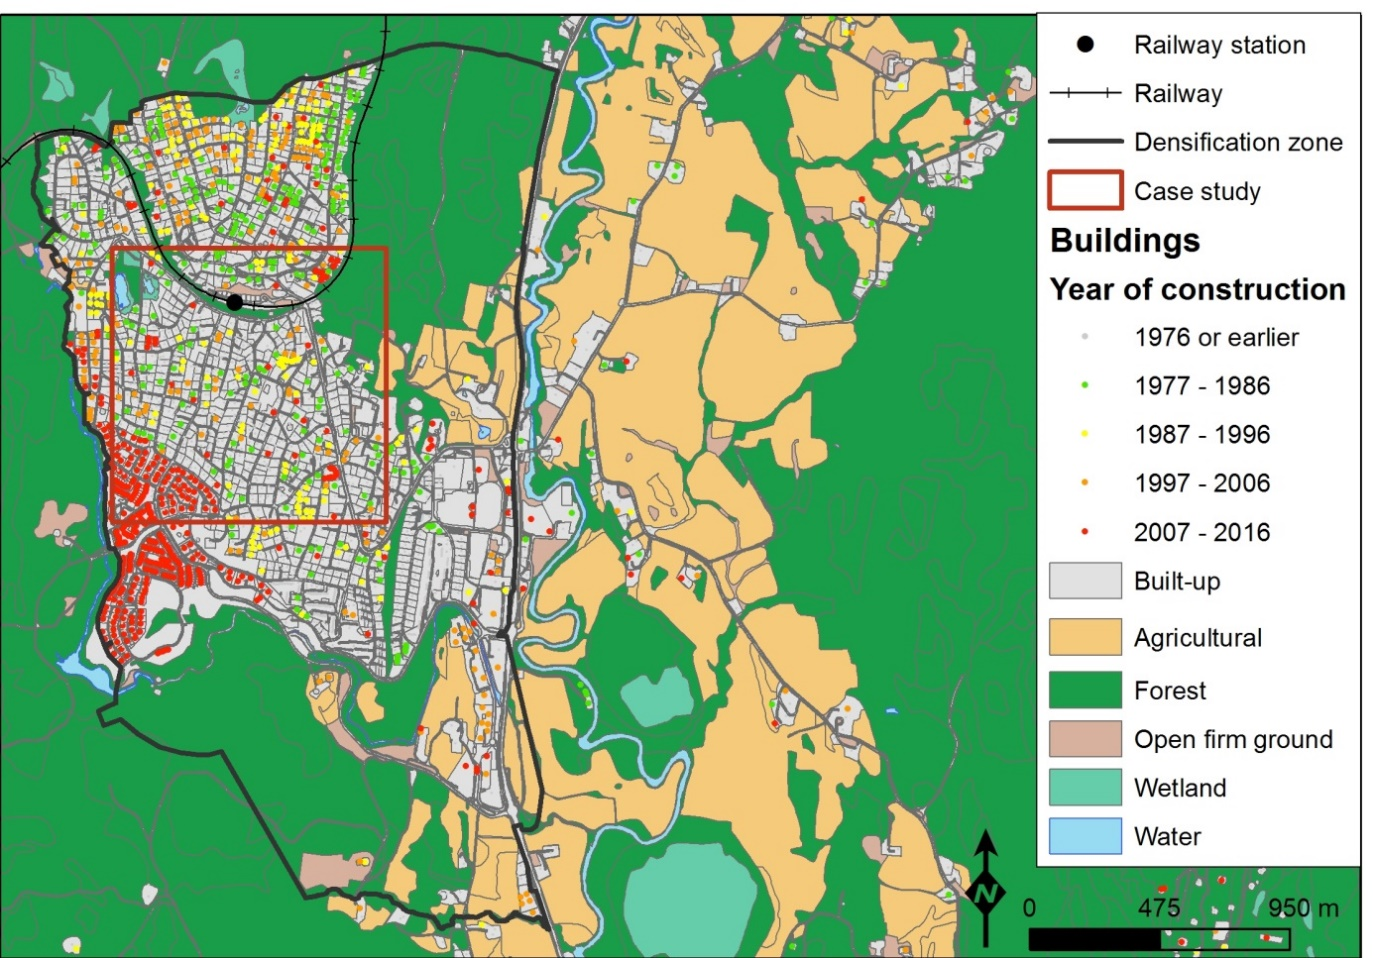 Railway station
Railway
Densification zone
Case study
Buildings
Year of construction
1976 or earlier
1977 - 1986
1987 - 1996
1997 - 2006
2007 - 2016
Built-up
Agricultural
Forest
Open firm ground
Wetland
Water
N
0 475 950 m